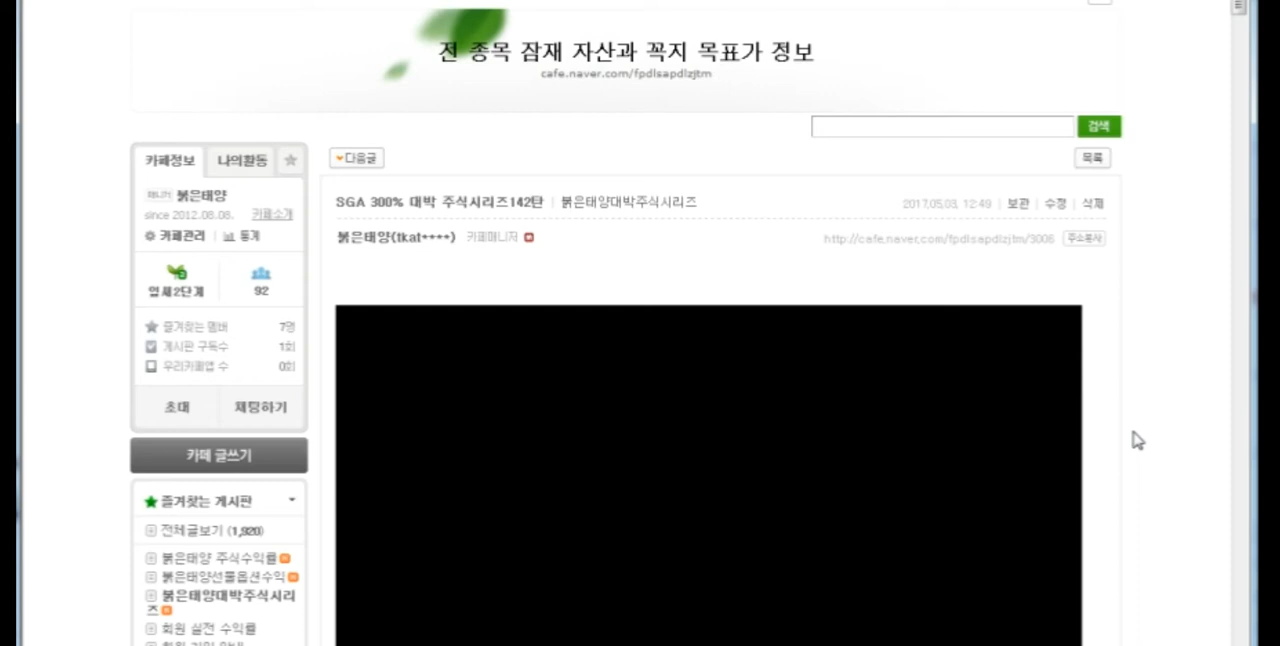 전 종목 잠재 자산과 꼭지 목표가 정보
cafe.naver.com/fpdlsapdlzjtm
검색
카페정보 나의활동
다음글
목록
붉은태양
since 2012.08.08. 카페소개
카페관리 통계
잎새2단계 92
즐겨찾는 멤버 7명
게시판 구독수 1회
우리카페앱 수 0회
초대 채팅하기
카페 글쓰기
즐겨찾는 게시판
전체글보기 (1,920)
붉은태양 주식수익률
붉은태양선물옵션수익
붉은태양대박주식시리
즈
회원 실전 수익률
SGA 300% 대박 주식시리즈142탄 붉은태양대박주식시리즈
2017.05.03. 12:49 보관 수정 삭제
붉은태양(tkat****) 카페매니저
http://cafe.naver.com/fpdlsapdlzjtm/3006 주소복사